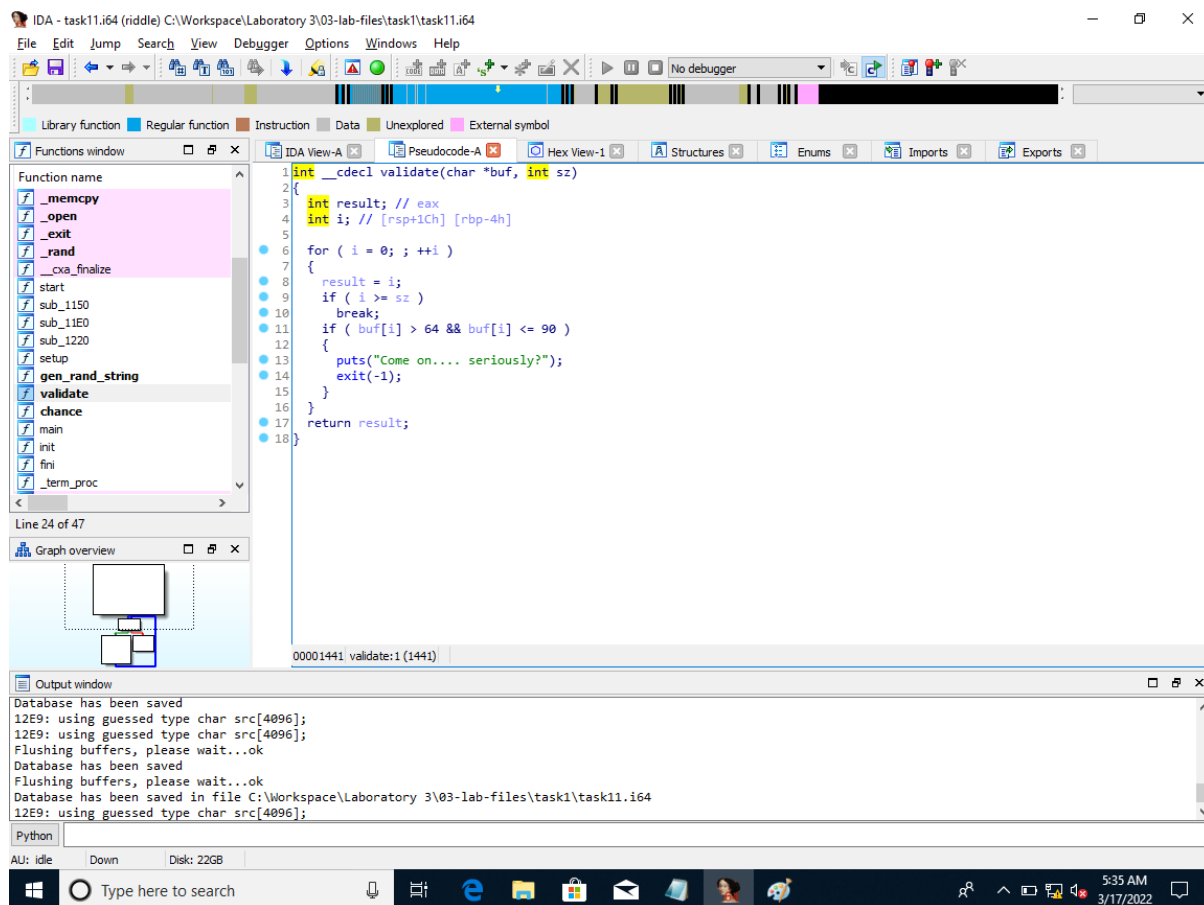 IDA - task11.i64 (riddle) C:\Workspace\Laboratory 3\03-lab-files\task1\task11.i64
File Edit Jump Search View Debugger Options Windows Help
No debugger
Library function Regular function Instruction Data Unexplored External symbol
Functions window
IDA View-A Pseudocode-A Hex View-1 Structures Enums Imports Exports
Function name
_memcpy
_open
_exit
_rand
__cxa_finalize
start
sub_1150
sub_11E0
sub_1220
setup
gen_rand_string
validate
chance
main
init
fini
_term_proc
Line 24 of 47
Graph overview
1 int __cdecl validate(char *buf, int sz)
2 {
3 int result; // eax
4 int i; // [rsp+1Ch] [rbp-4h]
5
6 for ( i = 0; ; ++i )
7 {
8 result = i;
9 if ( i >= sz )
10 break;
11 if ( buf[i] > 64 && buf[i] <= 90 )
12 {
13 puts("Come on.... seriously?");
14 exit(-1);
15 }
16 }
17 return result;
18 }
00001441 validate:1 (1441)
Output window
Database has been saved
12E9: using guessed type char src[4096];
12E9: using guessed type char src[4096];
Flushing buffers, please wait...ok
Database has been saved
Flushing buffers, please wait...ok
Database has been saved in file C:\Workspace\Laboratory 3\03-lab-files\task1\task11.i64
12E9: using guessed type char src[4096];
Python
AU: idle Down Disk: 22GB
Type here to search
5:35 AM
3/17/2022